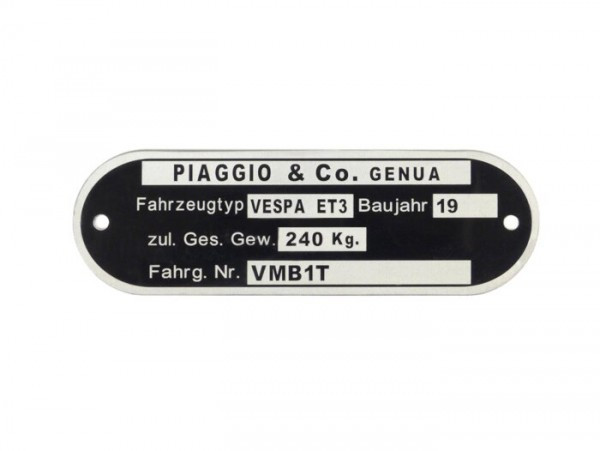 PIAGGIO & Co. GENUA
Fahrzeugtyp VESPA ET3 Baujahr 19
zul. Ges. Gew. 240 Kg.
Fahrg. Nr. VMB1T